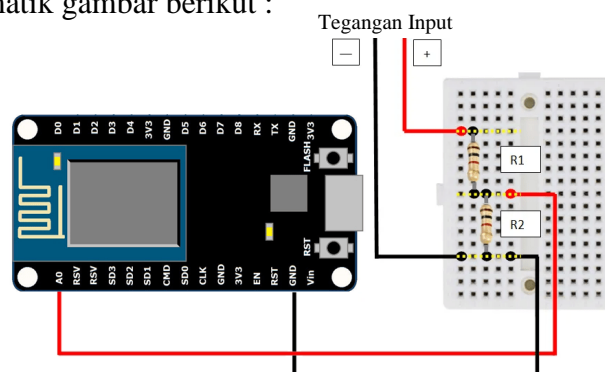 matik gambar berikut :
Tegangan Input
— +
D0 D1 D2 D3 D4 3V3 GND D5 D6 D7 D8 RX TX GND 3V3
FLASH
R1
R2
RST
A0 RSV RSV SD3 SD2 SD1 CMD SD0 CLK GND 3V3 EN RST GND Vin